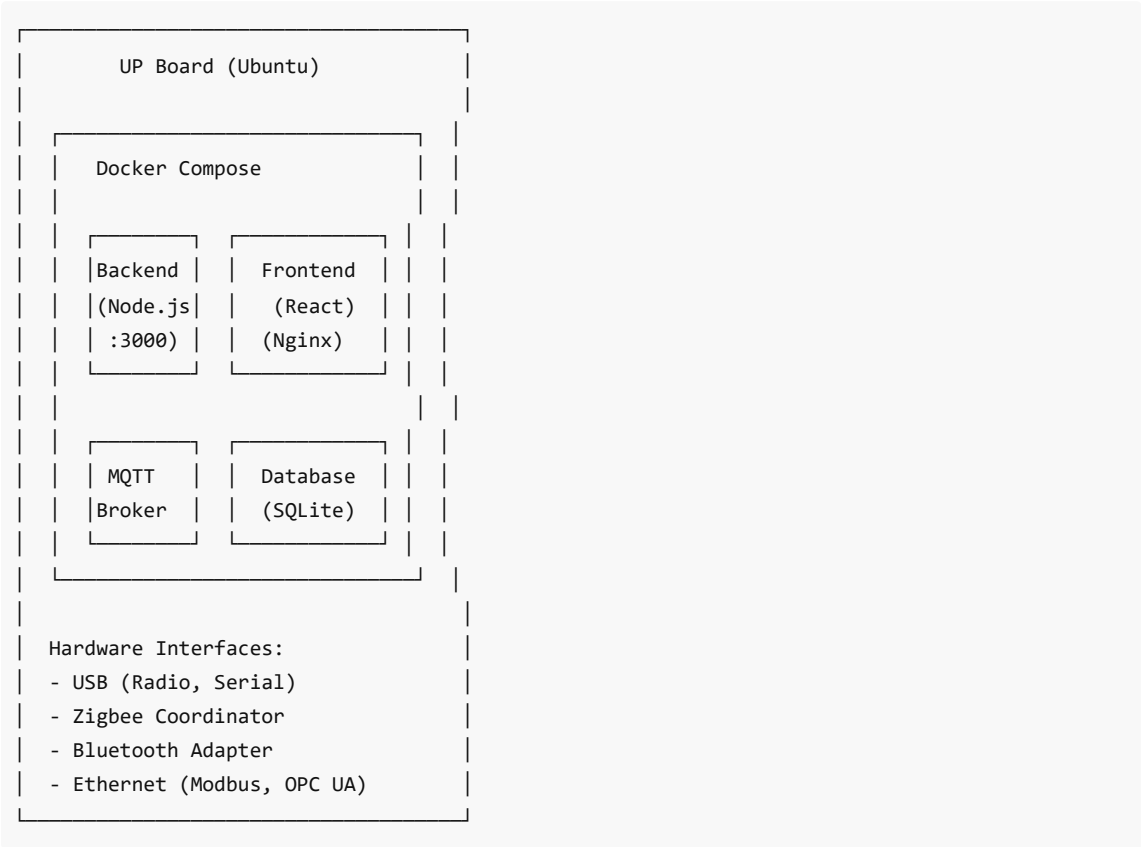 UP Board (Ubuntu)
Docker Compose
Backend Frontend
(Node.js (React)
:3000) (Nginx)
MQTT Database
Broker (SQLite)
Hardware Interfaces:
- USB (Radio, Serial)
- Zigbee Coordinator
- Bluetooth Adapter
- Ethernet (Modbus, OPC UA)